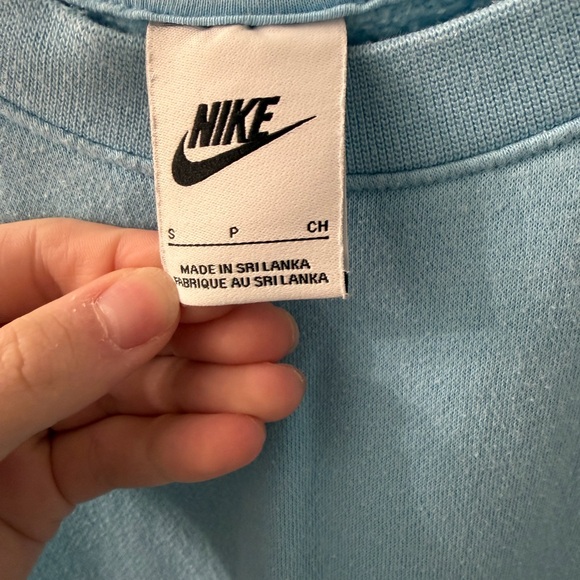 NIKE
S P CH
MADE IN SRI LANKA
FABRIQUE AU SRI LANKA